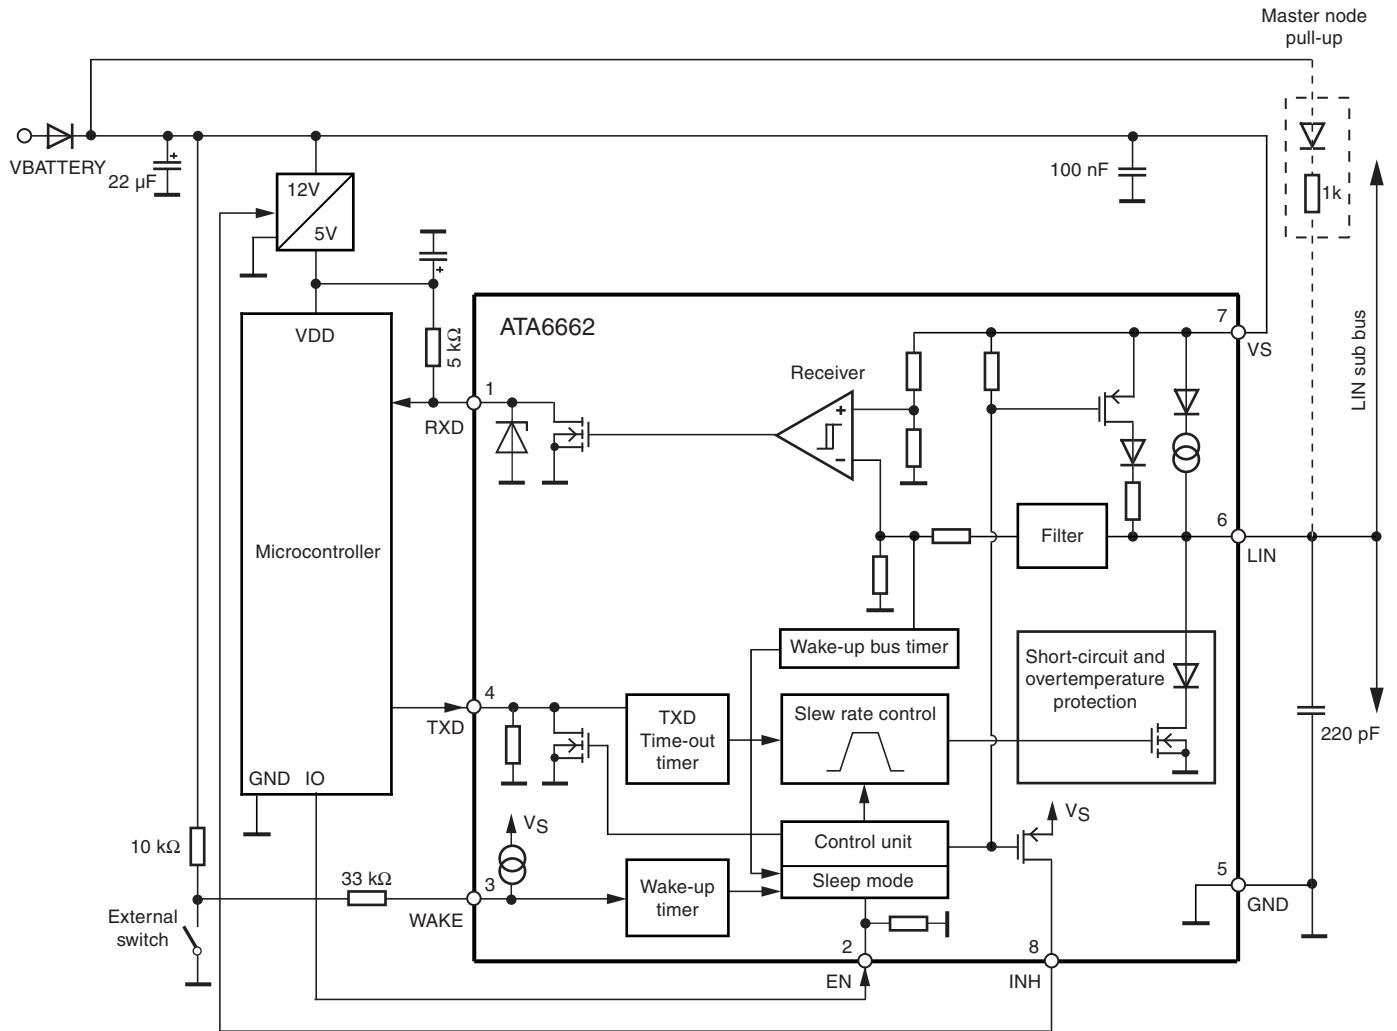 Master node
pull-up
VBATTERY
22 µF
+
12V
5V
+
100 nF
1k
LIN sub bus
VDD
5 kΩ
ATA6662
7
VS
Receiver
1
RXD
+
-
Microcontroller
Filter
6
LIN
Wake-up bus timer
Short-circuit and
overtemperature
protection
4
TXD
TXD
Time-out
timer
Slew rate control
220 pF
GND
IO
VS
VS
10 kΩ
Control unit
Sleep mode
33 kΩ
3
WAKE
Wake-up
timer
5
GND
External
switch
2
EN
8
INH